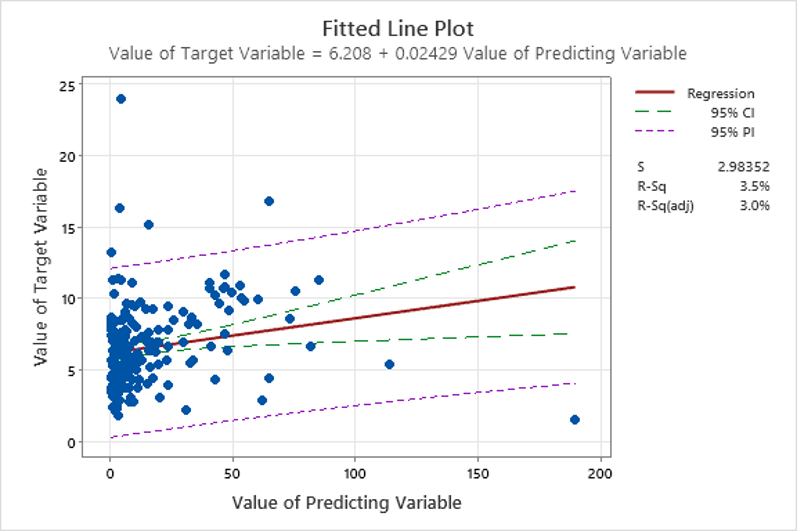 Fitted Line Plot
Value of Target Variable = 6.208 + 0.02429 Value of Predicting Variable
25
20
15
10
5
0
Value of Target Variable
0 50 100 150 200
Value of Predicting Variable
Regression
95% CI
95% PI
S 2.98352
R-Sq 3.5%
R-Sq(adj) 3.0%